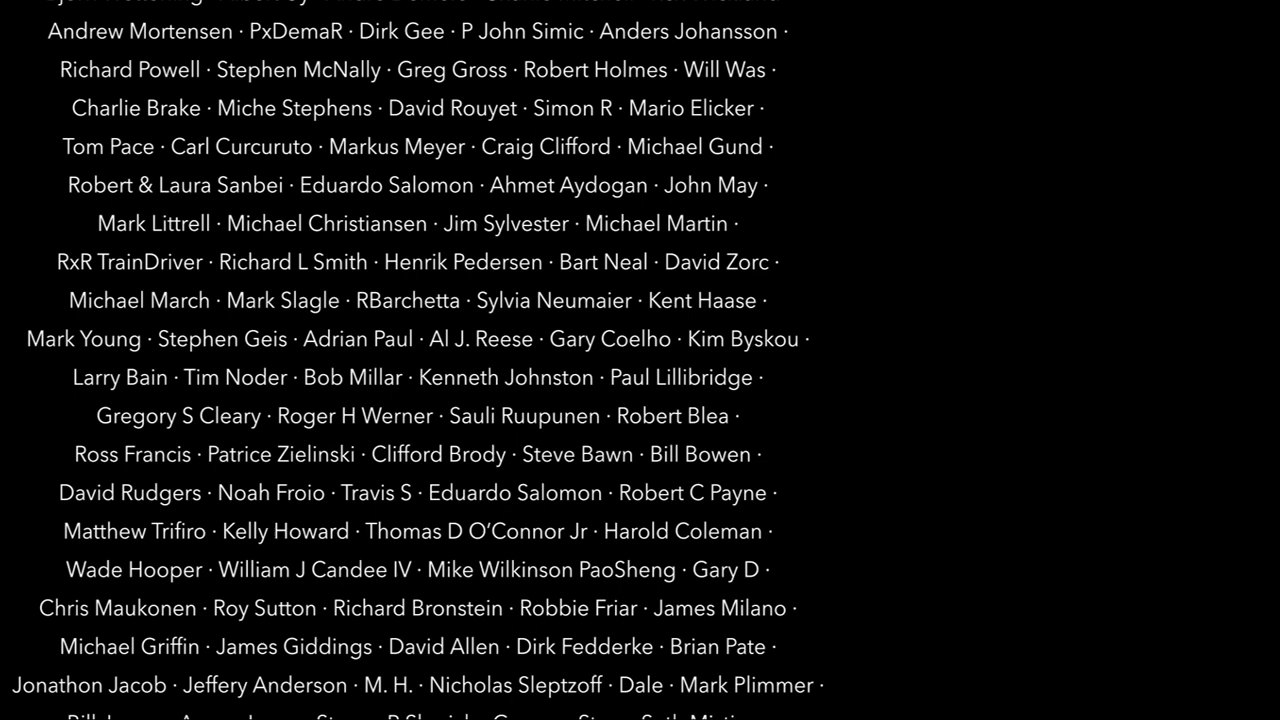 Andrew Mortensen · PxDemaR · Dirk Gee · P John Simic · Anders Johansson ·
Richard Powell · Stephen McNally · Greg Gross · Robert Holmes · Will Was ·
Charlie Brake · Miche Stephens · David Rouyet · Simon R · Mario Elicker ·
Tom Pace · Carl Curcuruto · Markus Meyer · Craig Clifford · Michael Gund ·
Robert & Laura Sanbei · Eduardo Salomon · Ahmet Aydogan · John May ·
Mark Littrell · Michael Christiansen · Jim Sylvester · Michael Martin ·
RxR TrainDriver · Richard L Smith · Henrik Pedersen · Bart Neal · David Zorc ·
Michael March · Mark Slagle · RBarchetta · Sylvia Neumaier · Kent Haase ·
Mark Young · Stephen Geis · Adrian Paul · Al J. Reese · Gary Coelho · Kim Byskou ·
Larry Bain · Tim Noder · Bob Millar · Kenneth Johnston · Paul Lillibridge ·
Gregory S Cleary · Roger H Werner · Sauli Ruupunen · Robert Blea ·
Ross Francis · Patrice Zielinski · Clifford Brody · Steve Bawn · Bill Bowen ·
David Rudgers · Noah Froio · Travis S · Eduardo Salomon · Robert C Payne ·
Matthew Trifiro · Kelly Howard · Thomas D O’Connor Jr · Harold Coleman ·
Wade Hooper · William J Candee IV · Mike Wilkinson PaoSheng · Gary D ·
Chris Maukonen · Roy Sutton · Richard Bronstein · Robbie Friar · James Milano ·
Michael Griffin · James Giddings · David Allen · Dirk Fedderke · Brian Pate ·
Jonathon Jacob · Jeffery Anderson · M. H. · Nicholas Sleptzoff · Dale · Mark Plimmer ·